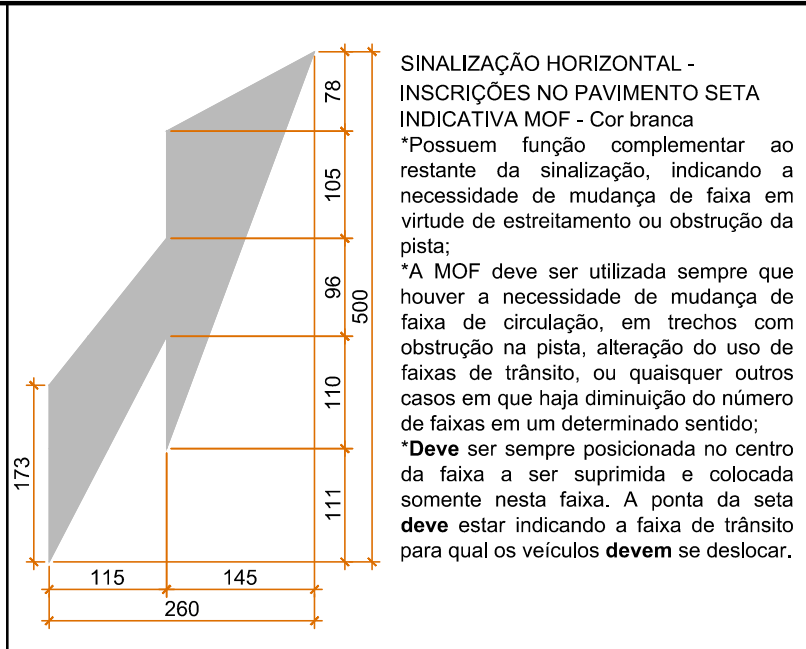 SINALIZAÇÃO HORIZONTAL -
INSCRIÇÕES NO PAVIMENTO SETA
INDICATIVA MOF - Cor branca
*Possuem função complementar ao
restante da sinalização, indicando a
necessidade de mudança de faixa em
virtude de estreitamento ou obstrução da
pista;
*A MOF deve ser utilizada sempre que
houver a necessidade de mudança de
faixa de circulação, em trechos com
obstrução na pista, alteração do uso de
faixas de trânsito, ou quaisquer outros
casos em que haja diminuição do número
de faixas em um determinado sentido;
*Deve ser sempre posicionada no centro
da faixa a ser suprimida e colocada
somente nesta faixa. A ponta da seta
deve estar indicando a faixa de trânsito
para qual os veículos devem se deslocar.
78
105
96
500
110
173
111
115
145
260